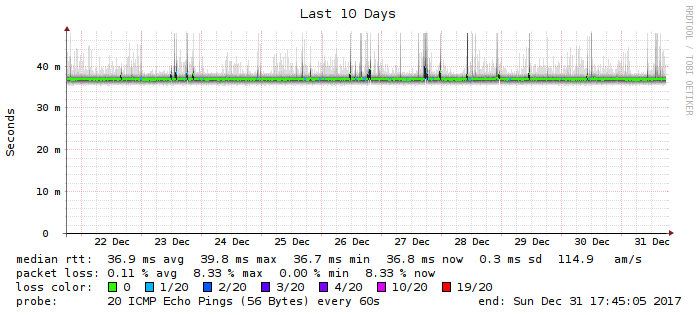 Last 10 Days
RRDTOOL / TOBI OETIKER
Seconds
40 m
30 m
20 m
10 m
0
22 Dec 23 Dec 24 Dec 25 Dec 26 Dec 27 Dec 28 Dec 29 Dec 30 Dec 31 Dec
median rtt: 36.9 ms avg 39.8 ms max 36.7 ms min 36.8 ms now 0.3 ms sd 114.9 am/s
packet loss: 0.11 % avg 8.33 % max 0.00 % min 8.33 % now
loss color: 0 1/20 2/20 3/20 4/20 10/20 19/20
probe: 20 ICMP Echo Pings (56 Bytes) every 60s end: Sun Dec 31 17:45:05 2017